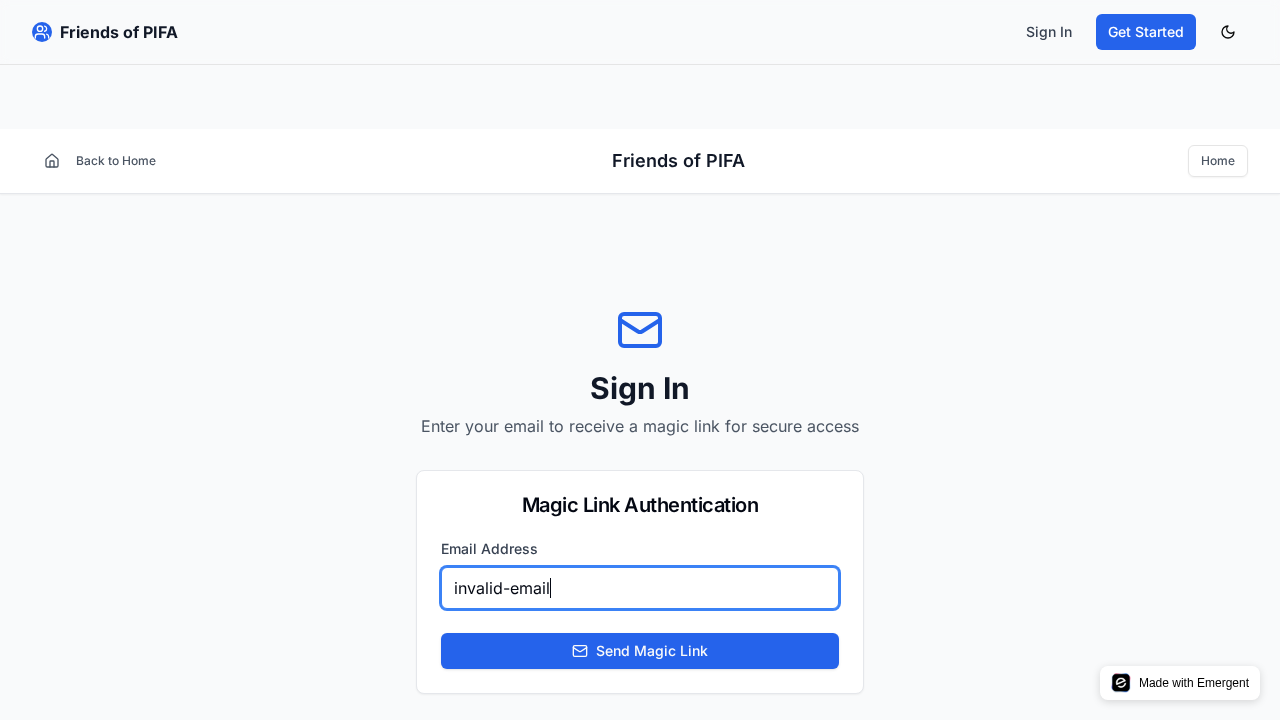 Friends of PIFA
Sign In
Get Started
Back to Home
Friends of PIFA
Home
Sign In
Enter your email to receive a magic link for secure access
Magic Link Authentication
Email Address
invalid-email
Send Magic Link
Made with Emergent